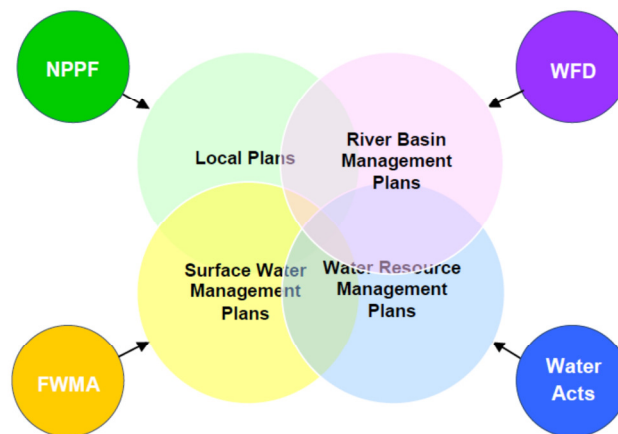 NPPF
WFD
Local Plans
River Basin
Management
Plans
Surface Water
Management
Plans
Water Resource
Management
Plans
FWMA
Water
Acts